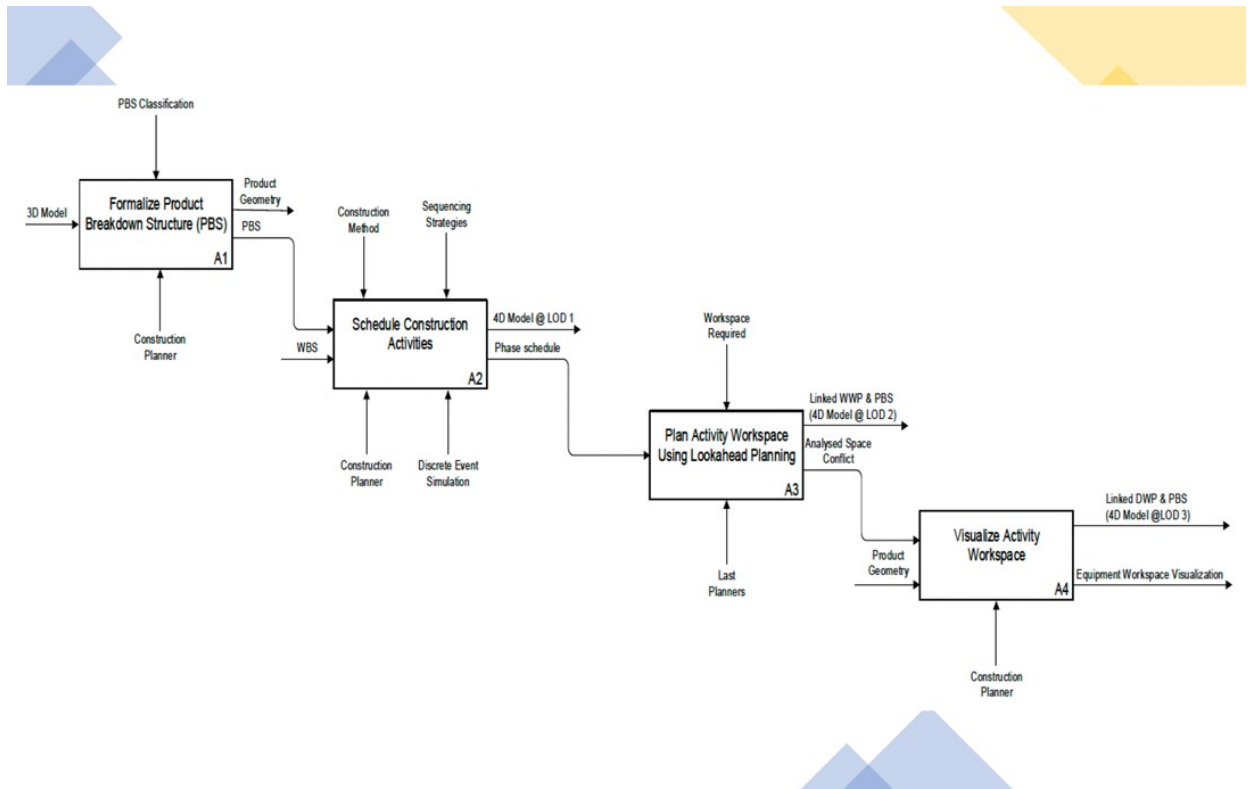 PBS Classification
3D Model
Formalize Product
Breakdown Structure (PBS)
A1
Product
Geometry
PBS
Construction
Planner
Construction
Method
Sequencing
Strategies
WBS
Schedule Construction
Activities
A2
4D Model @ LOD 1
Phase schedule
Construction
Planner
Discrete Event
Simulation
Workspace
Required
Plan Activity Workspace
Using Lookahead Planning
A3
Linked WWP & PBS
(4D Model @ LOD 2)
Analysed Space
Conflict
Last
Planners
Product
Geometry
Visualize Activity
Workspace
A4
Linked DWP & PBS
(4D Model @LOD 3)
Equipment Workspace Visualization
Construction
Planner